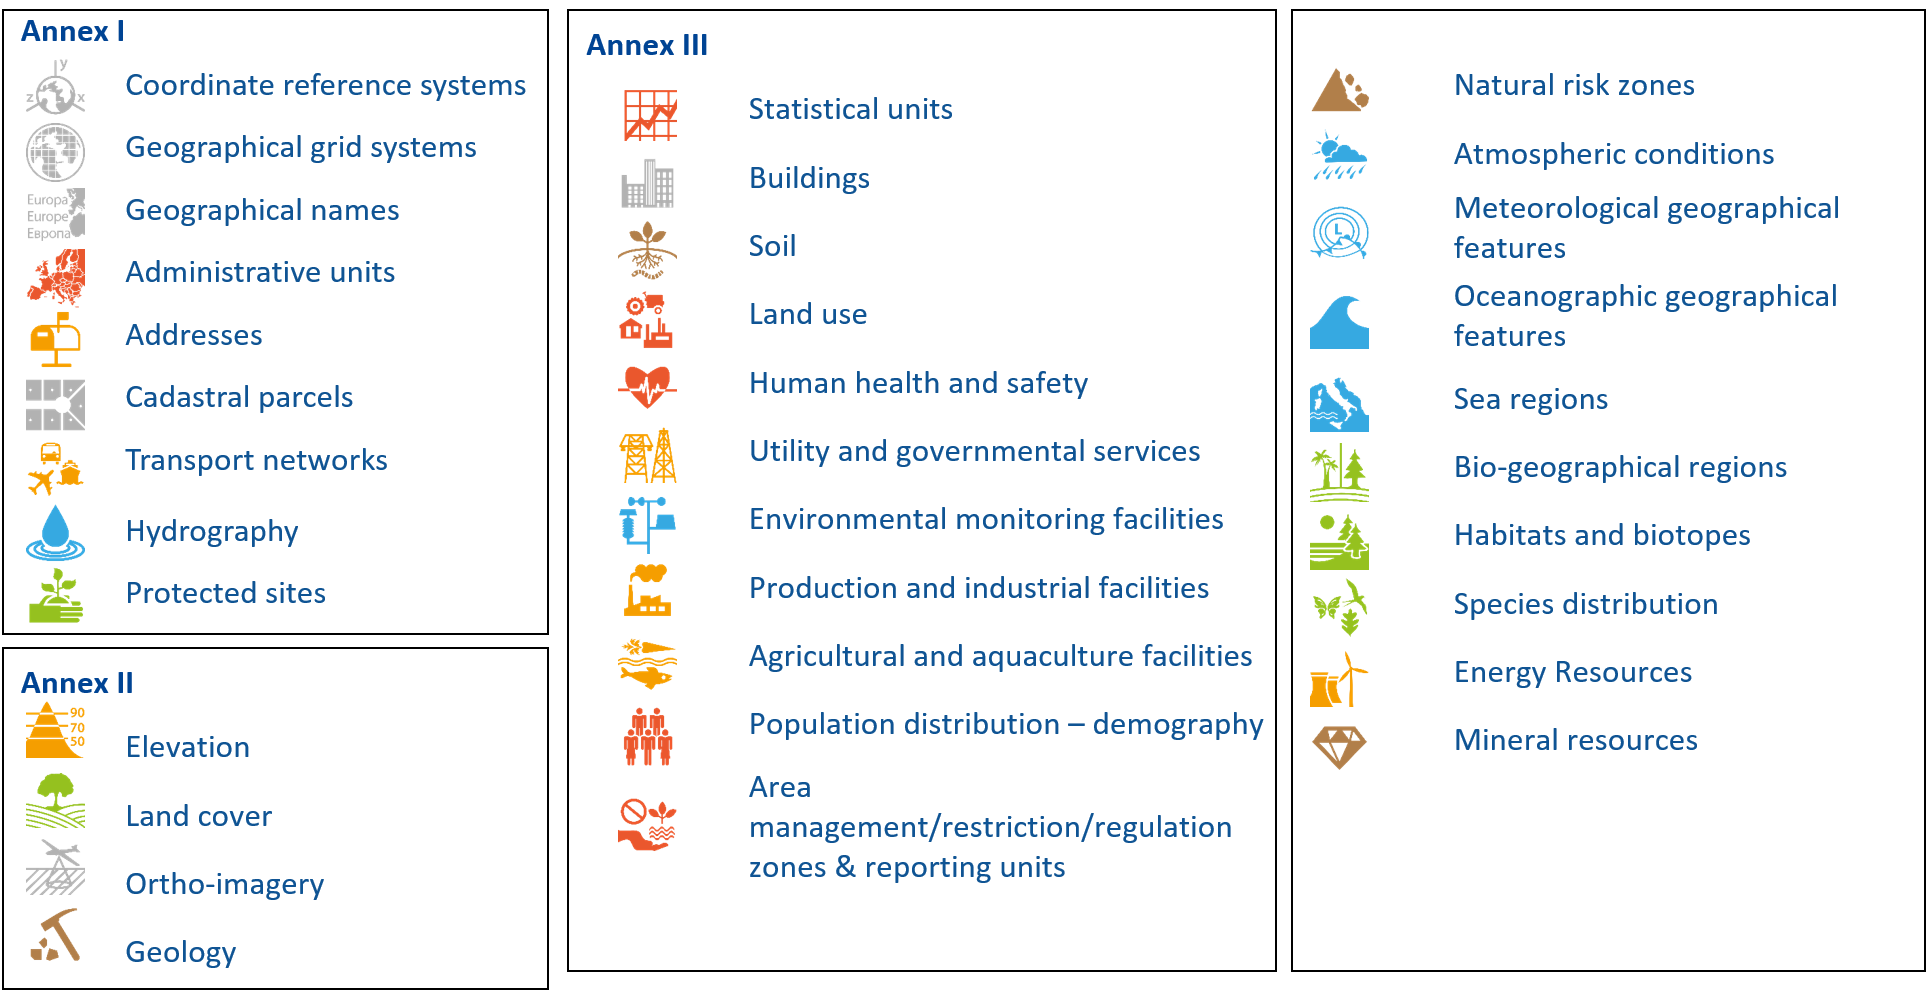 Annex I
y
z x
Coordinate reference systems
Geographical grid systems
Europa
Europe
Европа
Geographical names
Administrative units
Addresses
Cadastral parcels
Transport networks
Hydrography
Protected sites
Annex II
90
70
50
Elevation
Land cover
Ortho-imagery
Geology
Annex III
Statistical units
Buildings
Soil
Land use
Human health and safety
Utility and governmental services
Environmental monitoring facilities
Production and industrial facilities
Agricultural and aquaculture facilities
Population distribution – demography
Area
management/restriction/regulation
zones & reporting units
Natural risk zones
Atmospheric conditions
L
Meteorological geographical
features
Oceanographic geographical
features
Sea regions
Bio-geographical regions
Habitats and biotopes
Species distribution
Energy Resources
Mineral resources